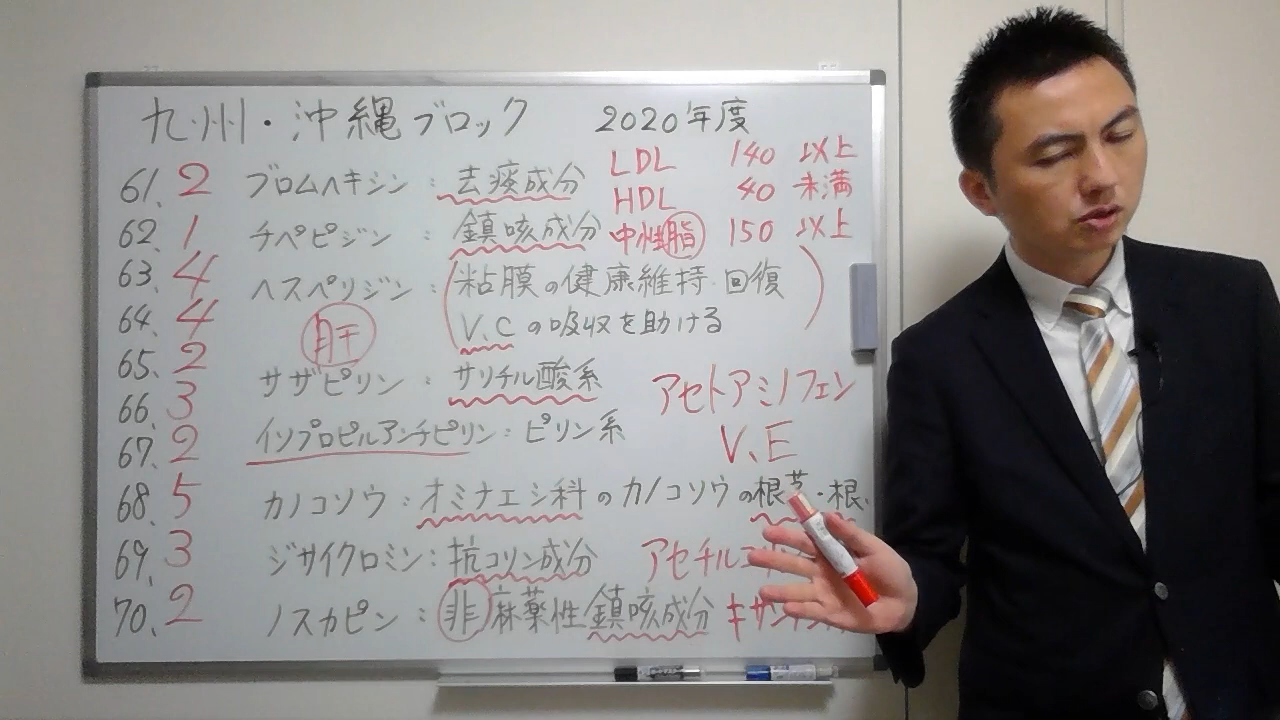 九州・沖縄ブロック 2020年度
61. 2 ブロムヘキシン：去痰成分 LDL 140 以上
HDL 40 未満
62. 1 チペピジン：鎮咳成分 中性脂 150 以上
63. 4 ヘスペリジン：(粘膜の健康維持・回復
64. 4 肝 V.Cの吸収を助ける)
65. 2 サザピリン：サリチル酸系 アセトアミノフェン
66. 3
67. 2 イソプロピルアンチピリン：ピリン系 V.E
68. 5 カノコソウ：オミナエシ科のカノコソウの根茎・根.
69. 3 ジサイクロミン：抗コリン成分 アセチルコ
70. 2 ノスカピン：非麻薬性鎮咳成分 キサン